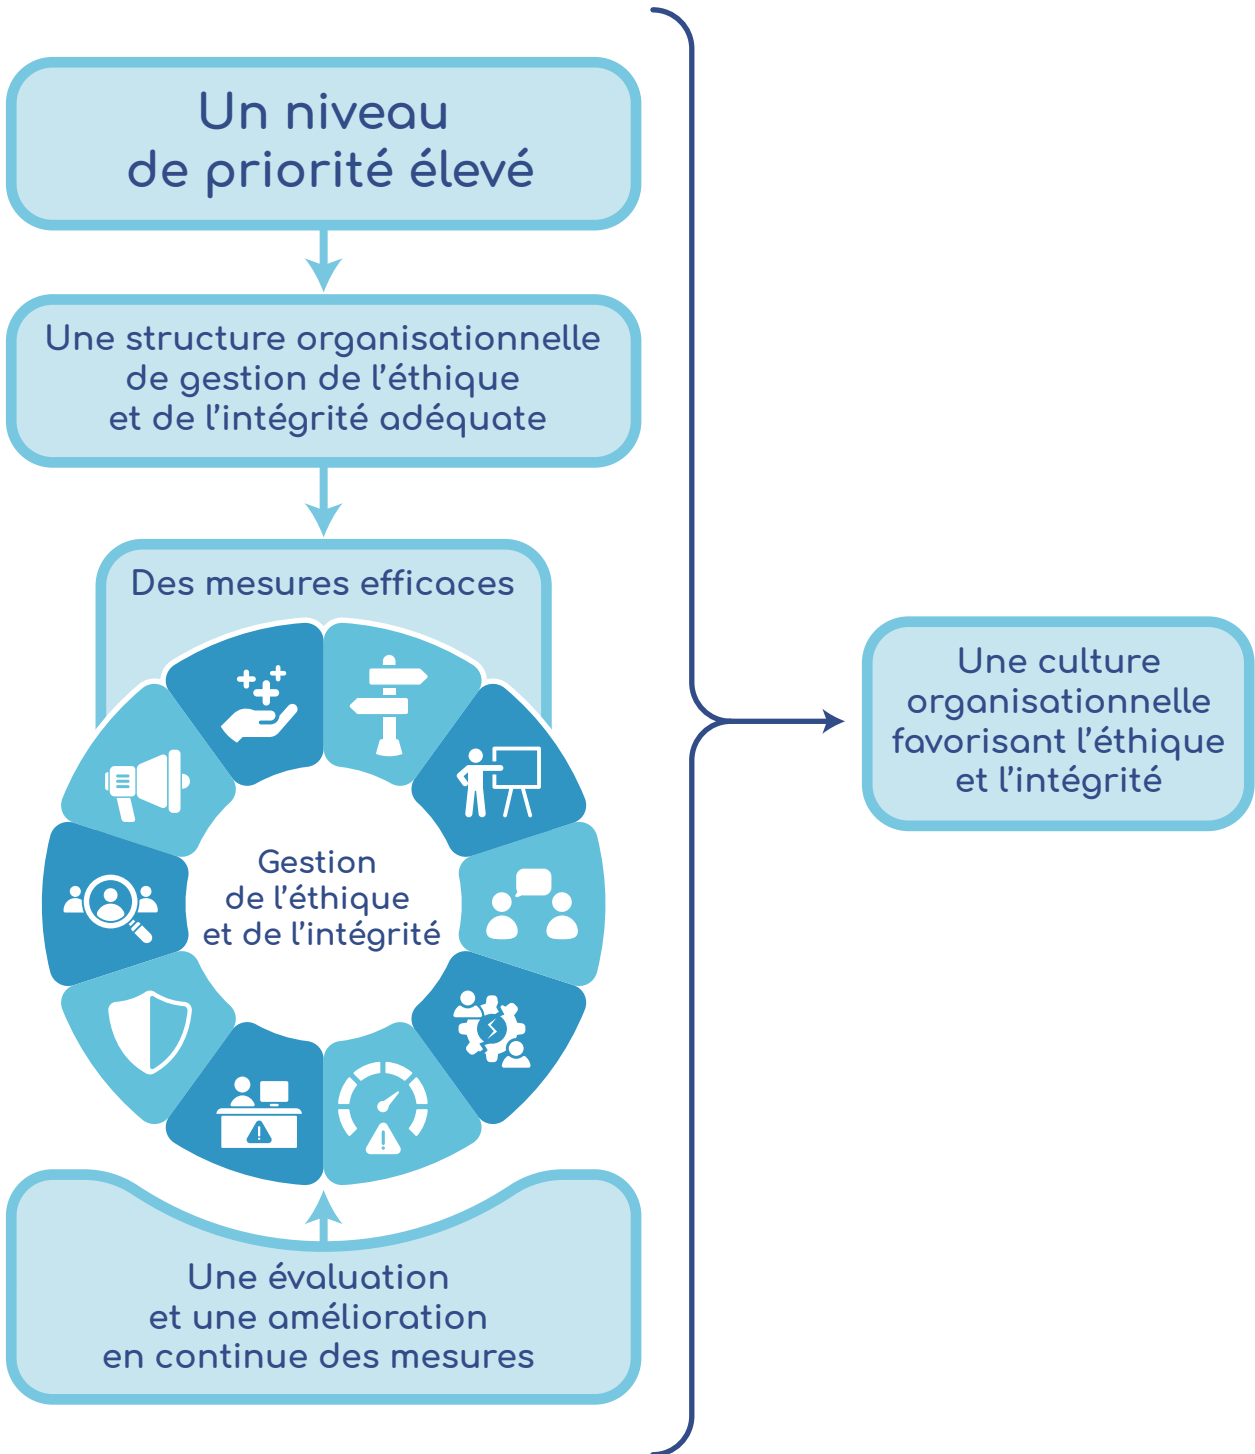 Un niveau
de priorité élevé
Une structure organisationnelle
de gestion de l’éthique
et de l’intégrité adéquate
Des mesures efficaces
Gestion
de l’éthique
et de l’intégrité
Une évaluation
et une amélioration
en continue des mesures
Une culture
organisationnelle
favorisant l’éthique
et l’intégrité